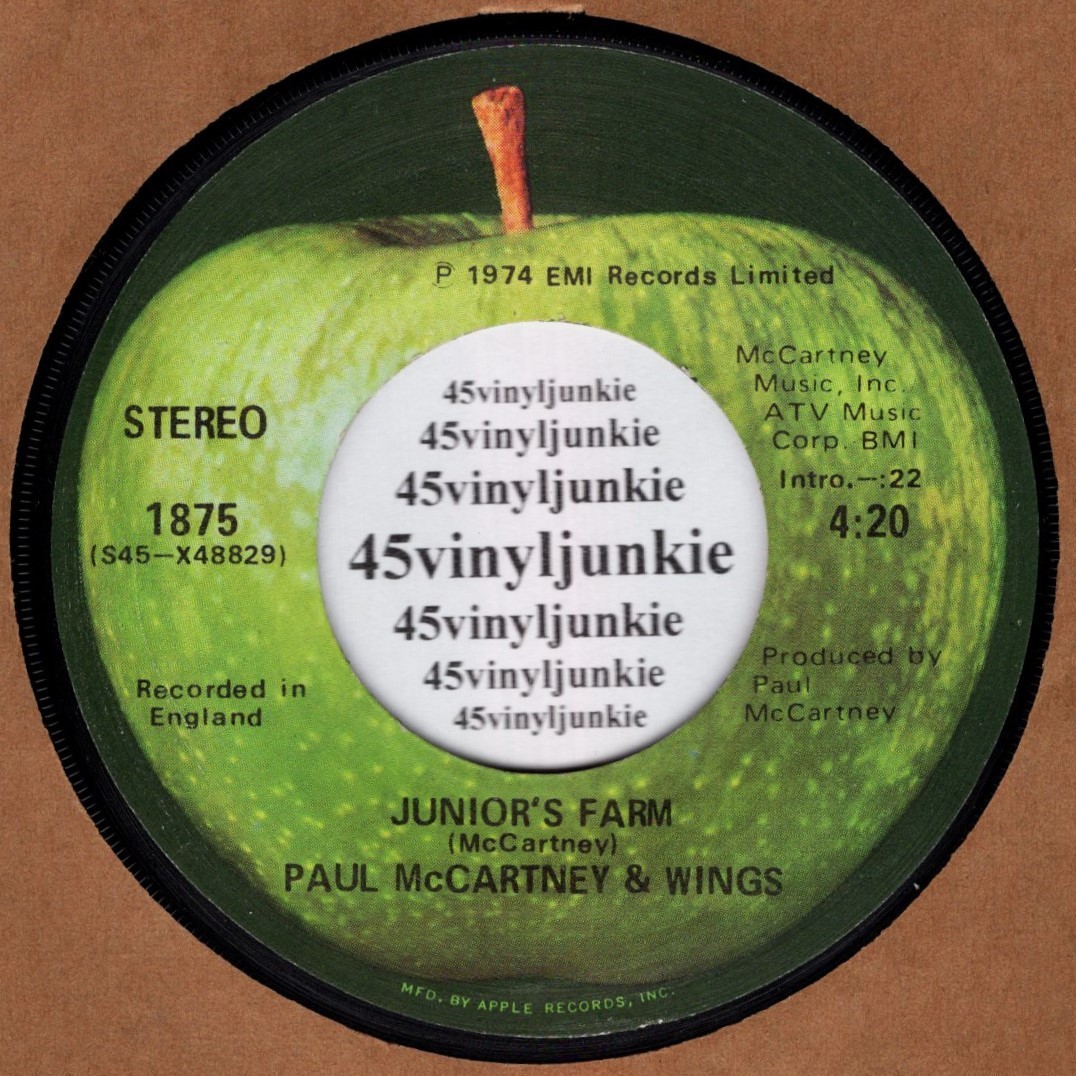 ℗ 1974 EMI Records Limited
McCartney
Music, Inc.
ATV Music
Corp. BMI
Intro.—:22
4:20
STEREO
1875
(S45—X48829)
45vinyljunkie
45vinyljunkie
45vinyljunkie
45vinyljunkie
45vinyljunkie
45vinyljunkie
45vinyljunkie
Recorded in
England
Produced by
Paul
McCartney
JUNIOR'S FARM
(McCartney)
PAUL McCARTNEY & WINGS
MFD. BY APPLE RECORDS, INC.